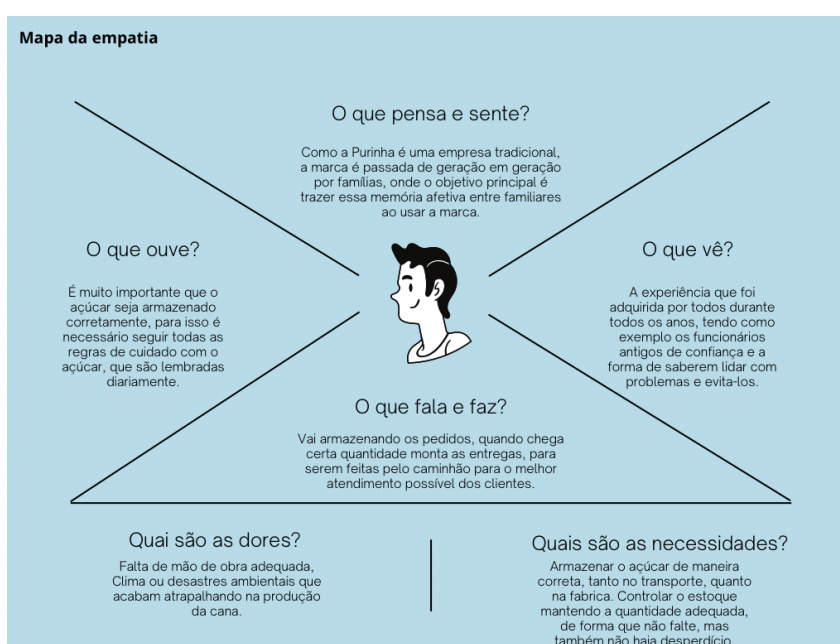 Mapa da empatia
O que pensa e sente?
Como a Purinha é uma empresa tradicional,
a marca é passada de geração em geração
por famílias, onde o objetivo principal é
trazer essa memória afetiva entre familiares
ao usar a marca.
O que ouve?
É muito importante que o
açúcar seja armazenado
corretamente, para isso é
necessário seguir todas as
regras de cuidado com o
açúcar, que são lembradas
diariamente.
O que vê?
A experiência que foi
adquirida por todos durante
todos os anos, tendo como
exemplo os funcionários
antigos de confiança e a
forma de saberem lidar com
problemas e evita-los.
O que fala e faz?
Vai armazenando os pedidos, quando chega
certa quantidade monta as entregas, para
serem feitas pelo caminhão para o melhor
atendimento possível dos clientes.
Quai são as dores?
Falta de mão de obra adequada,
Clima ou desastres ambientais que
acabam atrapalhando na produção
da cana.
Quais são as necessidades?
Armazenar o açúcar de maneira
correta, tanto no transporte, quanto
na fabrica. Controlar o estoque
mantendo a quantidade adequada,
de forma que não falte, mas
também não haja desperdício